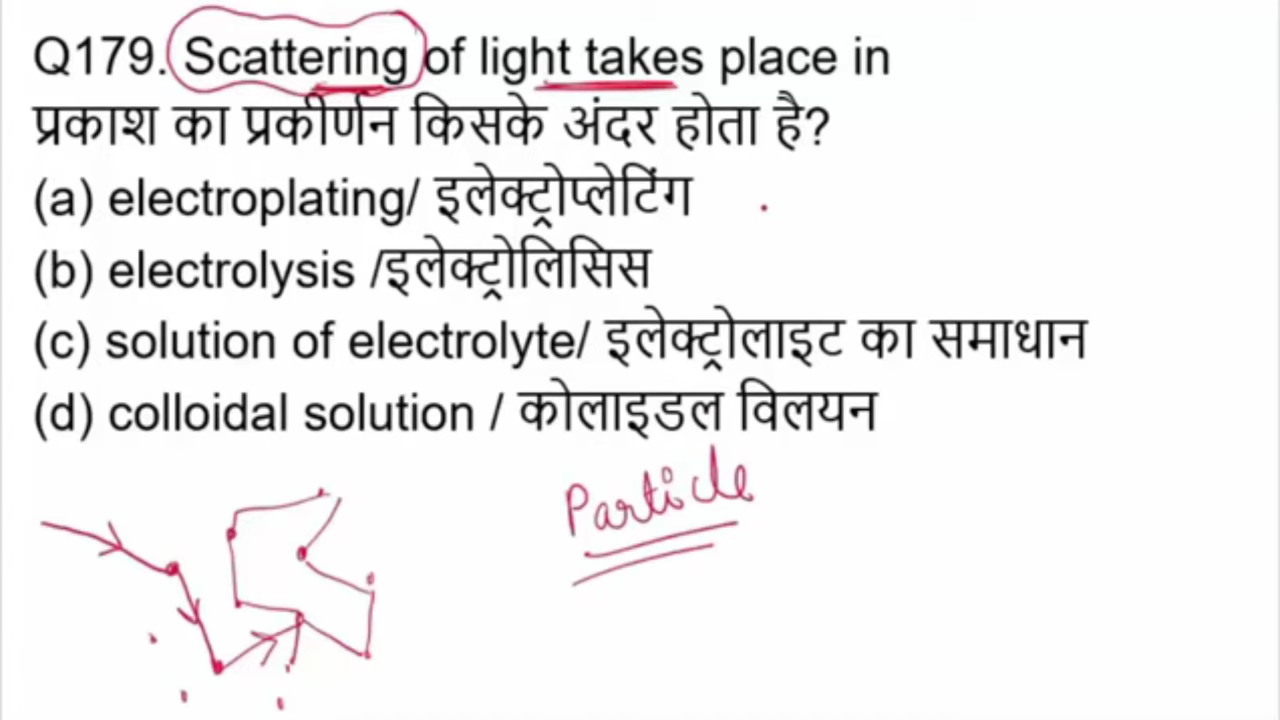 Q179. Scattering of light takes place in
प्रकाश का प्रकीर्णन किसके अंदर होता है?
(a) electroplating/ इलेक्ट्रोप्लेटिंग
(b) electrolysis /इलेक्ट्रोलिसिस
(c) solution of electrolyte/ इलेक्ट्रोलाइट का समाधान
(d) colloidal solution / कोलाइडल विलयन
Particle